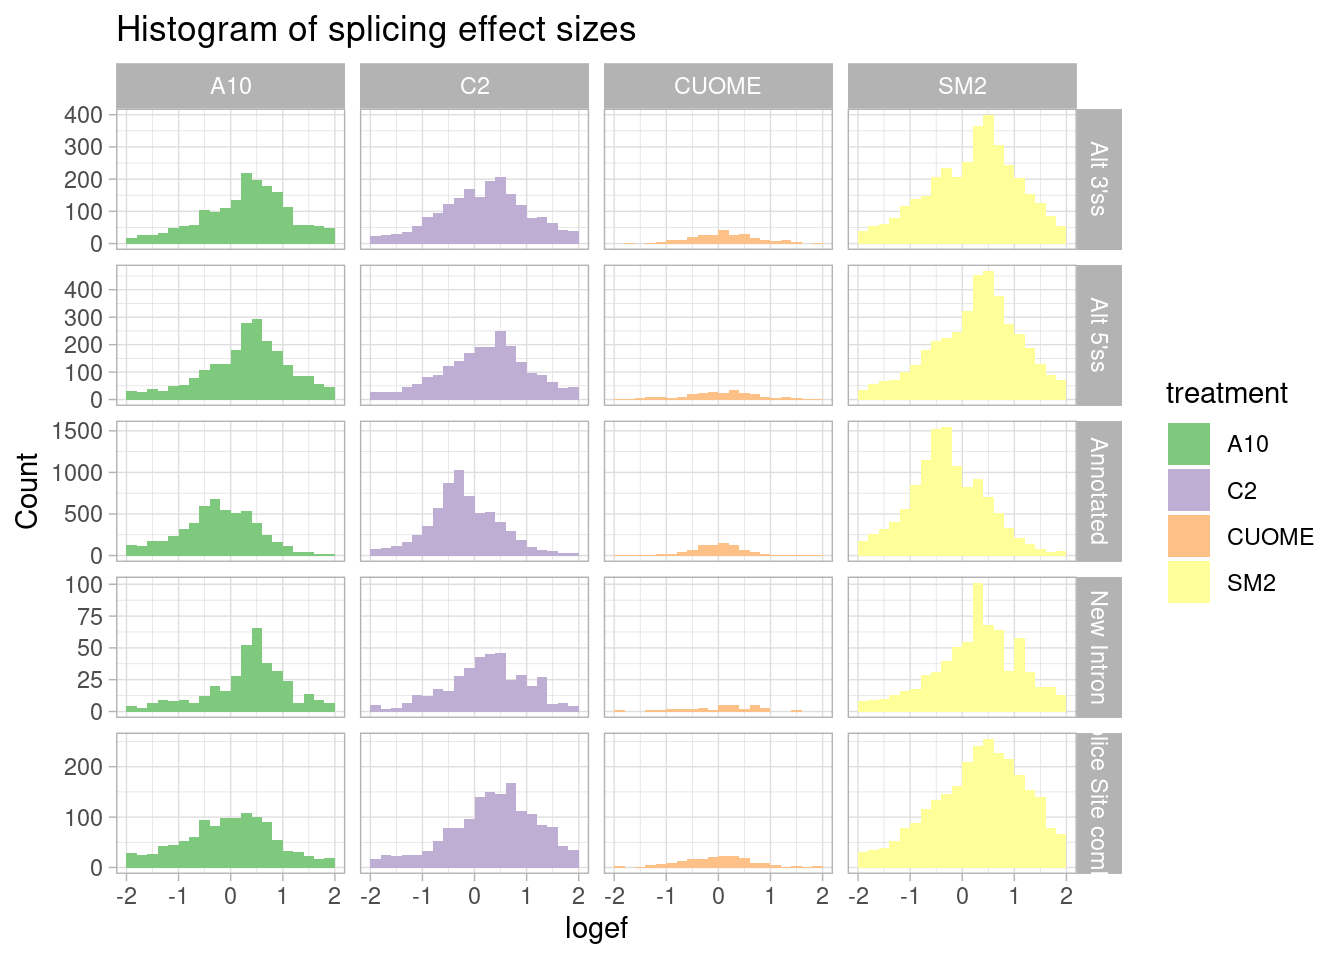 Histogram of splicing effect sizes
A10 C2 CUOME SM2
400
300
200
100
0
Alt 3'ss
400
300
200
100
0
Alt 5'ss
1500
1000
500
0
Annotated
100
75
50
25
0
New Intron
200
100
0
lice Site com
-2 -1 0 1 2 -2 -1 0 1 2 -2 -1 0 1 2 -2 -1 0 1 2
logef
Count
treatment
A10
C2
CUOME
SM2